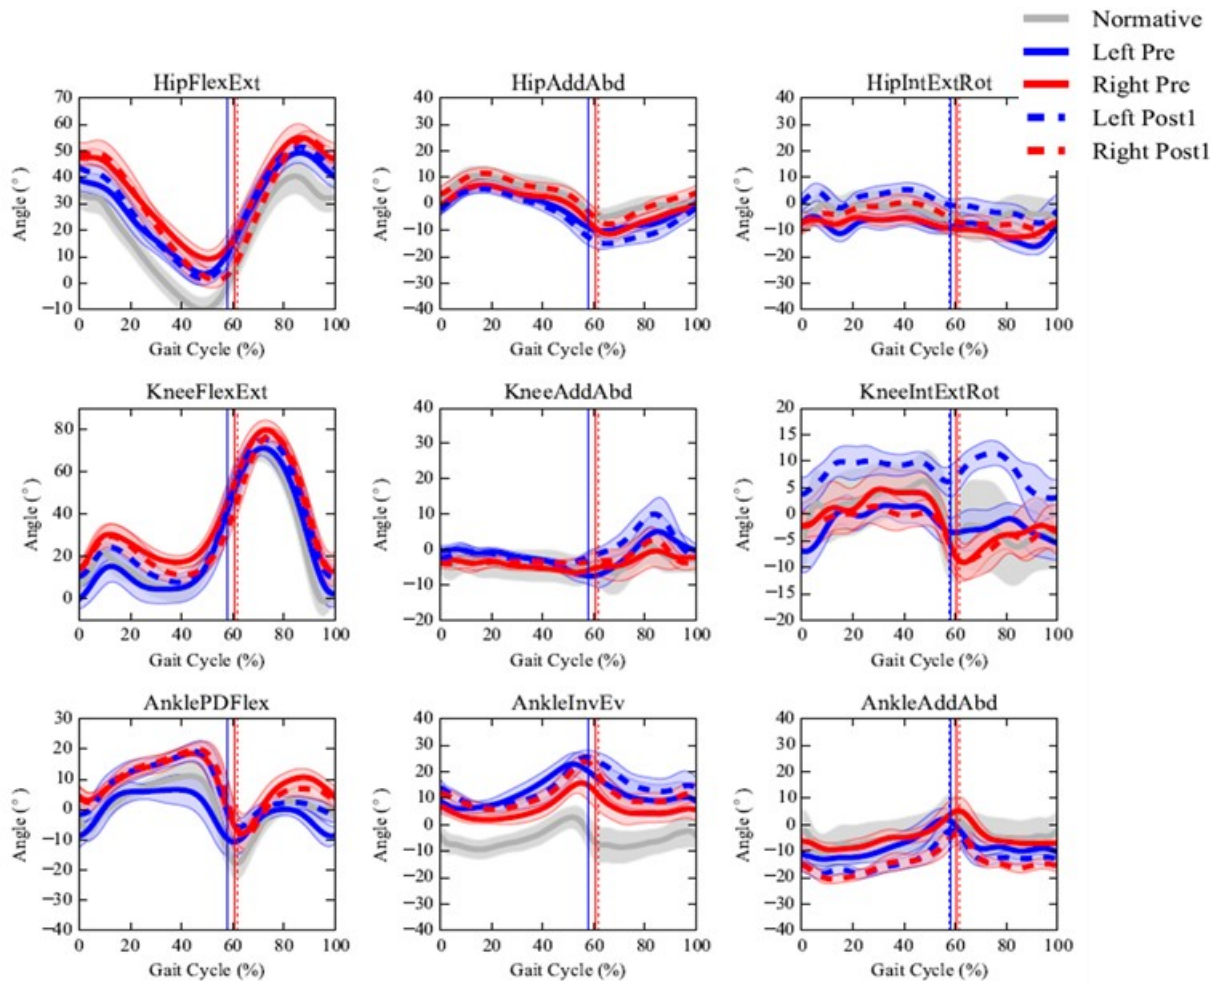 Normative
Left Pre
Right Pre
Left Post1
Right Post1
HipFlexExt
Angle (°)
70
60
50
40
30
20
10
0
−10
0 20 40 60 80 100
Gait Cycle (%)
HipAddAbd
Angle (°)
40
30
20
10
0
−10
−20
−30
−40
0 20 40 60 80 100
Gait Cycle (%)
HipIntExtRot
Angle (°)
40
30
20
10
0
−10
−20
−30
−40
0 20 40 60 80 100
Gait Cycle (%)
KneeFlexExt
Angle (°)
80
60
40
20
0
0 20 40 60 80 100
Gait Cycle (%)
KneeAddAbd
Angle (°)
40
30
20
10
0
−10
−20
0 20 40 60 80 100
Gait Cycle (%)
KneeIntExtRot
Angle (°)
20
15
10
5
0
−5
−10
−15
−20
0 20 40 60 80 100
Gait Cycle (%)
AnklePDFlex
Angle (°)
30
20
10
0
−10
−20
−30
−40
0 20 40 60 80 100
Gait Cycle (%)
AnkleInvEv
Angle (°)
40
30
20
10
0
−10
−20
−30
−40
0 20 40 60 80 100
Gait Cycle (%)
AnkleAddAbd
Angle (°)
40
30
20
10
0
−10
−20
−30
−40
0 20 40 60 80 100
Gait Cycle (%)